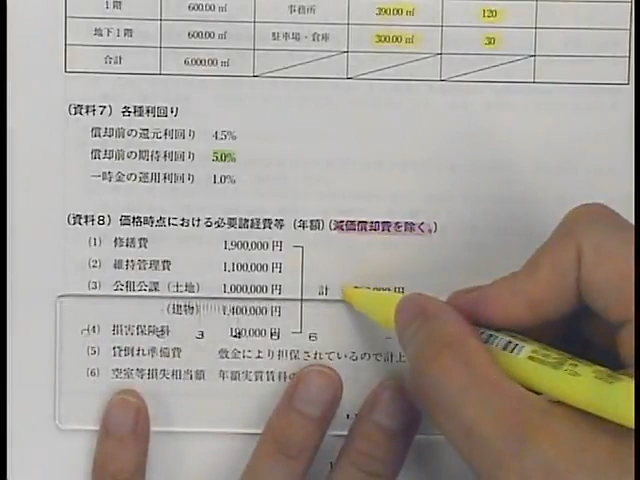 1階 600.00㎡ 事務所 390.00㎡ 120
地下1階 600.00㎡ 駐車場・倉庫 300.00㎡ 30
合計 6,000.00㎡
(資料7) 各種利回り
償却前の還元利回り 4.5%
償却前の期待利回り 5.0%
一時金の運用利回り 1.0%
(資料8) 価格時点における必要諸経費等 (年額) (減価償却費を除く。)
(1) 修繕費 1,900,000円
(2) 維持管理費 1,100,000円
(3) 公租公課 (土地) 1,000,000円 計
(建物) 1,400,000円
(4) 損害保険料
3 4 5 6
(5) 貸倒れ準備費 敷金により担保されているので計上
(6) 空室等損失相当額 年額実質賃料の